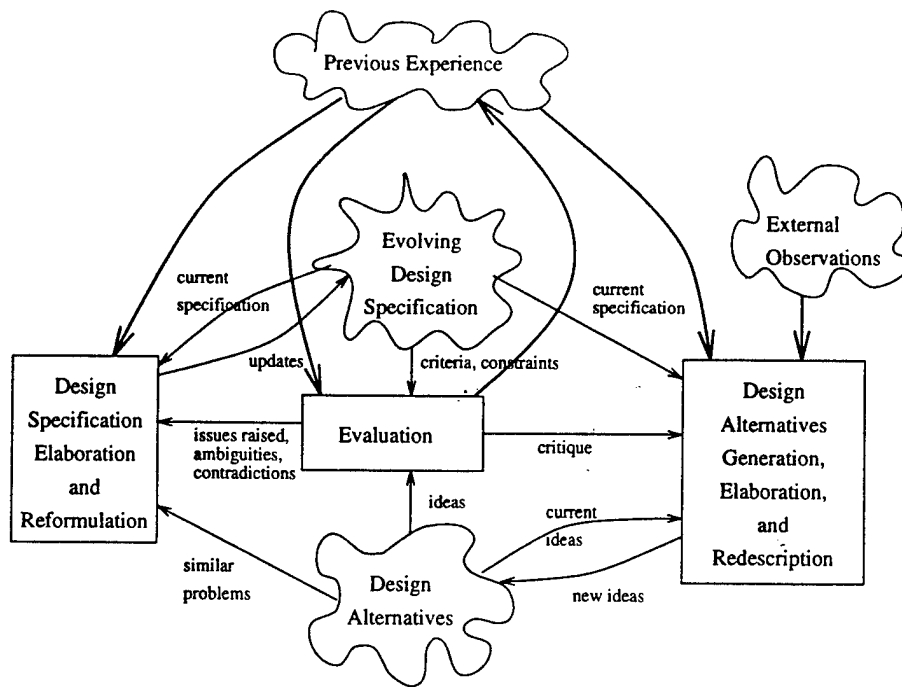 Previous Experience
External
Observations
Evolving
Design
Specification
current
specification
current
specification
updates
criteria, constraints
Design
Specification
Elaboration
and
Reformulation
issues raised,
ambiguities,
contradictions
Evaluation
critique
Design
Alternatives
Generation,
Elaboration,
and
Redescription
ideas
current
ideas
similar
problems
Design
Alternatives
new ideas